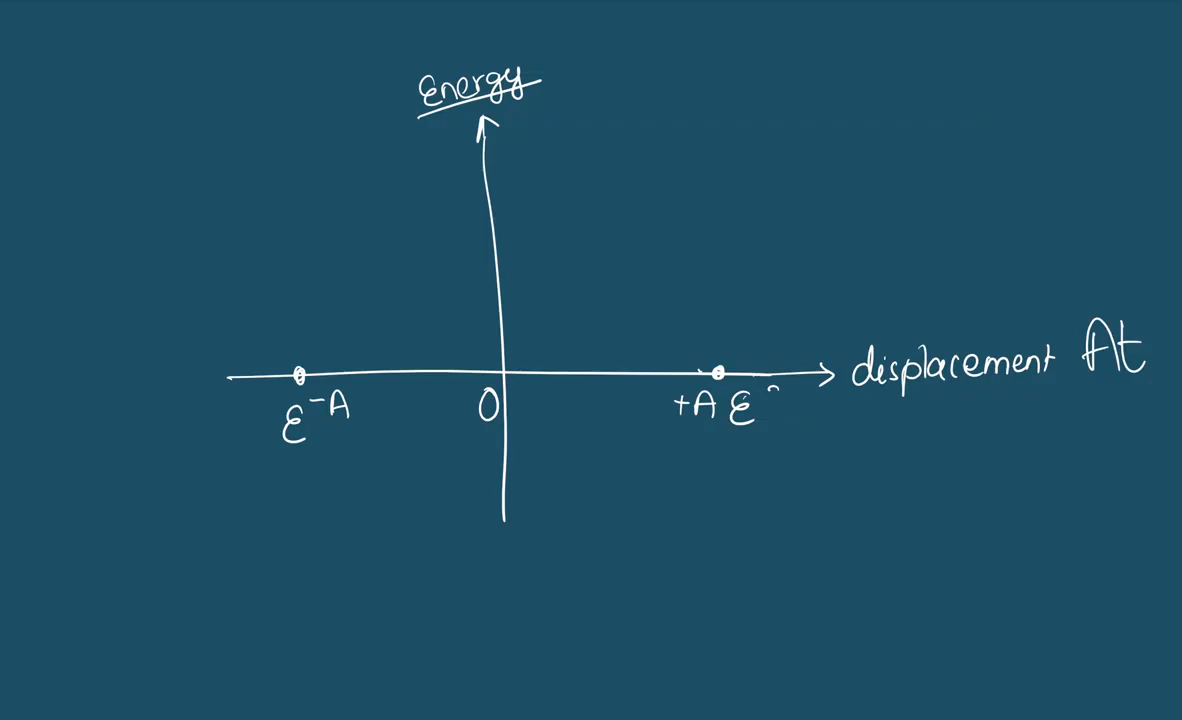 Energy
displacement At
ε -A
0
+A ε